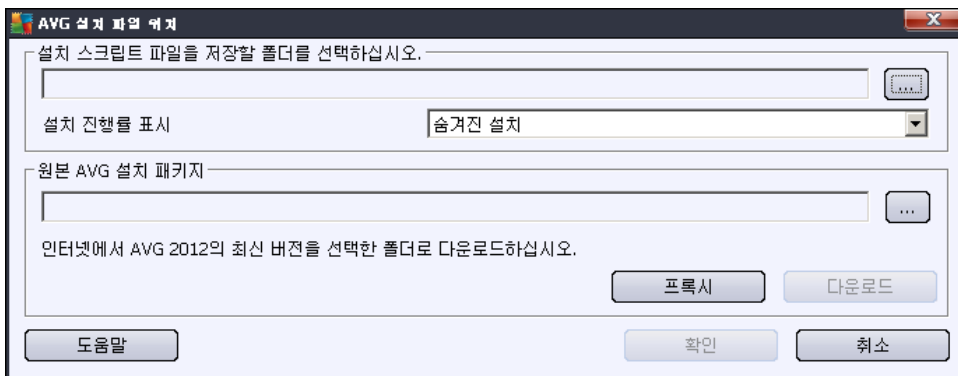 AVG 설치 파일 위치
설치 스크립트 파일을 저장할 폴더를 선택하십시오.
...
설치 진행률 표시
숨겨진 설치
원본 AVG 설치 패키지
...
인터넷에서 AVG 2012의 최신 버전을 선택한 폴더로 다운로드하십시오.
프록시
다운로드
도움말
확인
취소